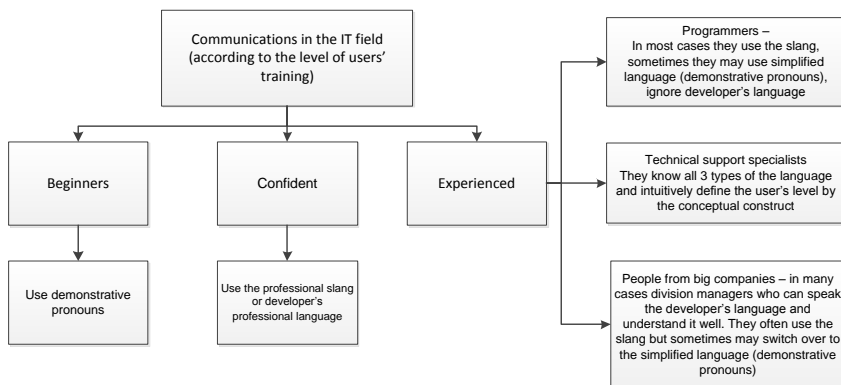 Communications in the IT field
(according to the level of users'
training)
Programmers –
In most cases they use the slang,
sometimes they may use simplified
language (demonstrative pronouns),
ignore developer's language
Beginners
Confident
Experienced
Technical support specialists
They know all 3 types of the language
and intuitively define the user's level by
the conceptual construct
Use demonstrative
pronouns
Use the professional slang
or developer's
professional language
People from big companies – in many
cases division managers who can speak
the developer's language and
understand it well. They often use the
slang but sometimes may switch over to
the simplified language (demonstrative
pronouns)